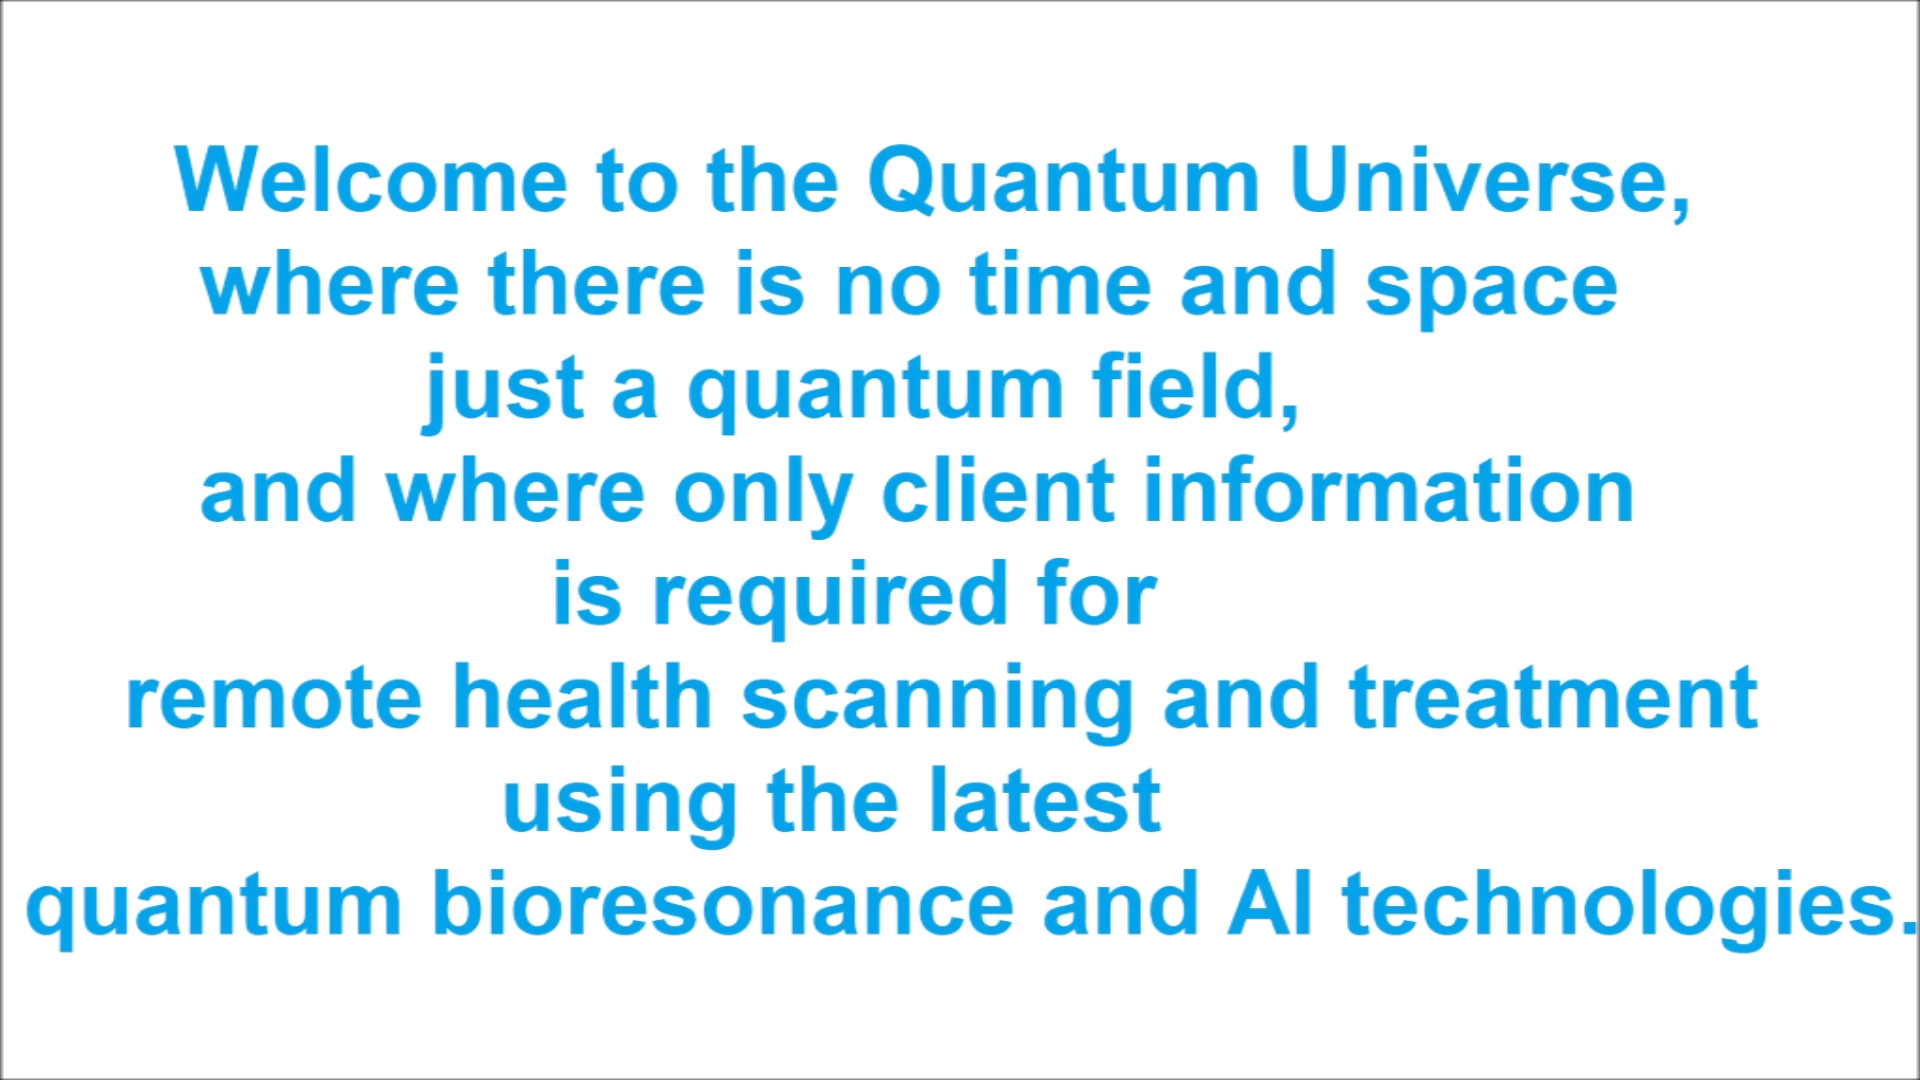 Welcome to the Quantum Universe,
where there is no time and space
just a quantum field,
and where only client information
is required for
remote health scanning and treatment
using the latest
quantum bioresonance and AI technologies.